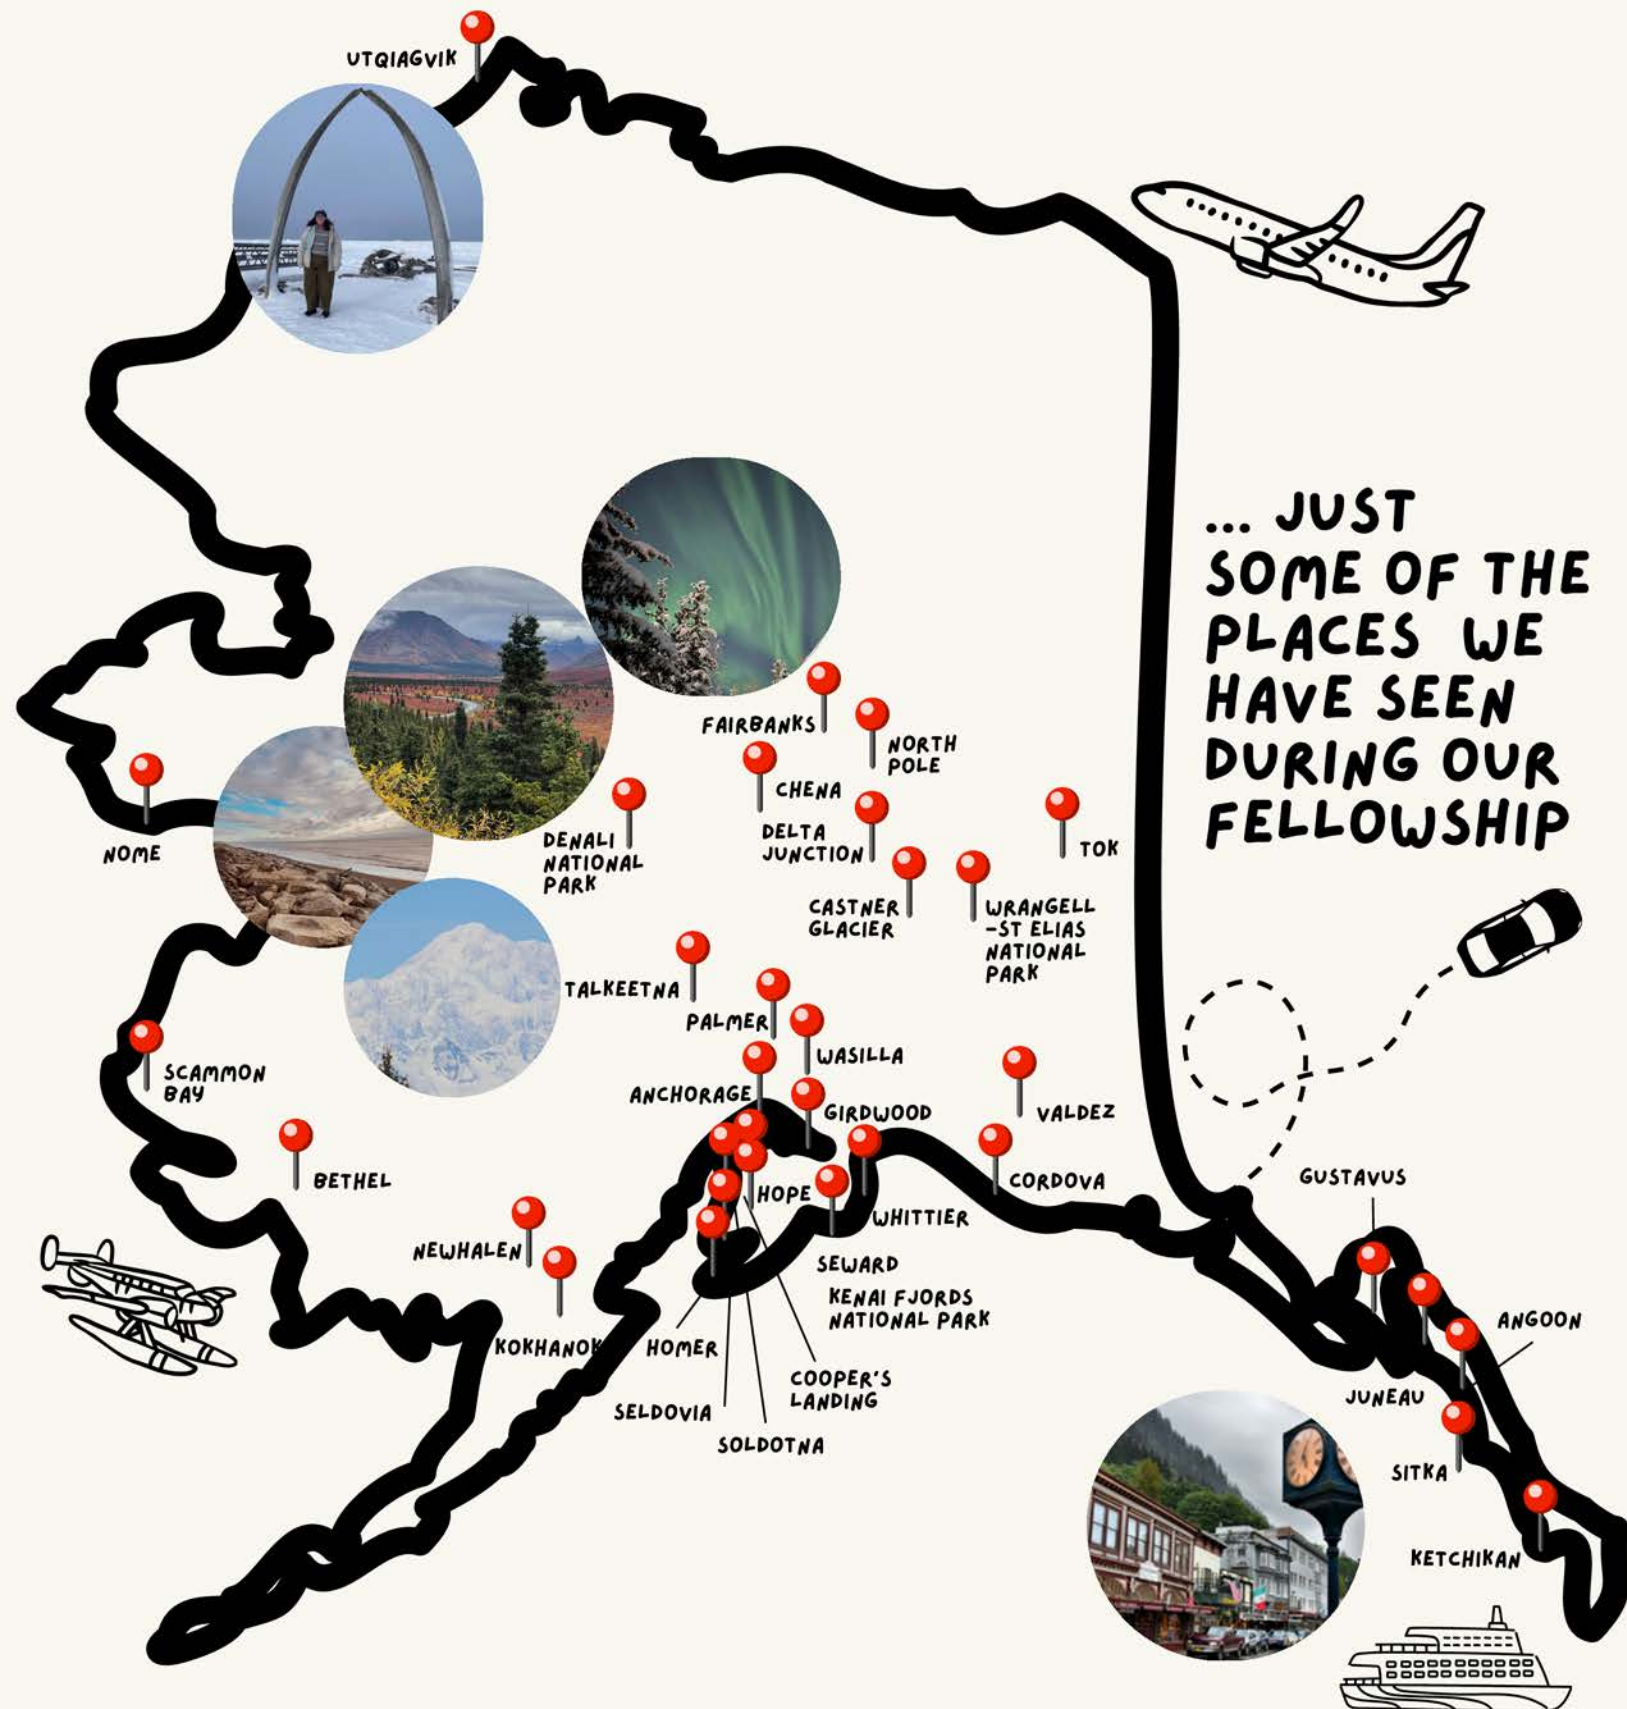 UTQIAGVIK
... JUST
SOME OF THE
PLACES WE
HAVE SEEN
DURING OUR
FELLOWSHIP
FAIRBANKS
NORTH
POLE
CHENA
DELTA
JUNCTION
DENALI
NATIONAL
PARK
NOME
TOK
CASTNER
GLACIER
WRANGELL
-ST ELIAS
NATIONAL
PARK
TALKEETNA
PALMER
WASILLA
SCAMMON
BAY
ANCHORAGE
GIRDWOOD
VALDEZ
BETHEL
HOPE
CORDOVA
GUSTAVUS
WHITTIER
NEWHALEN
SEWARD
KENAI FJORDS
NATIONAL PARK
KOKHANOK
HOMER
ANGOON
COOPER'S
LANDING
JUNEAU
SELDOVIA
SOLDOTNA
SITKA
KETCHIKAN